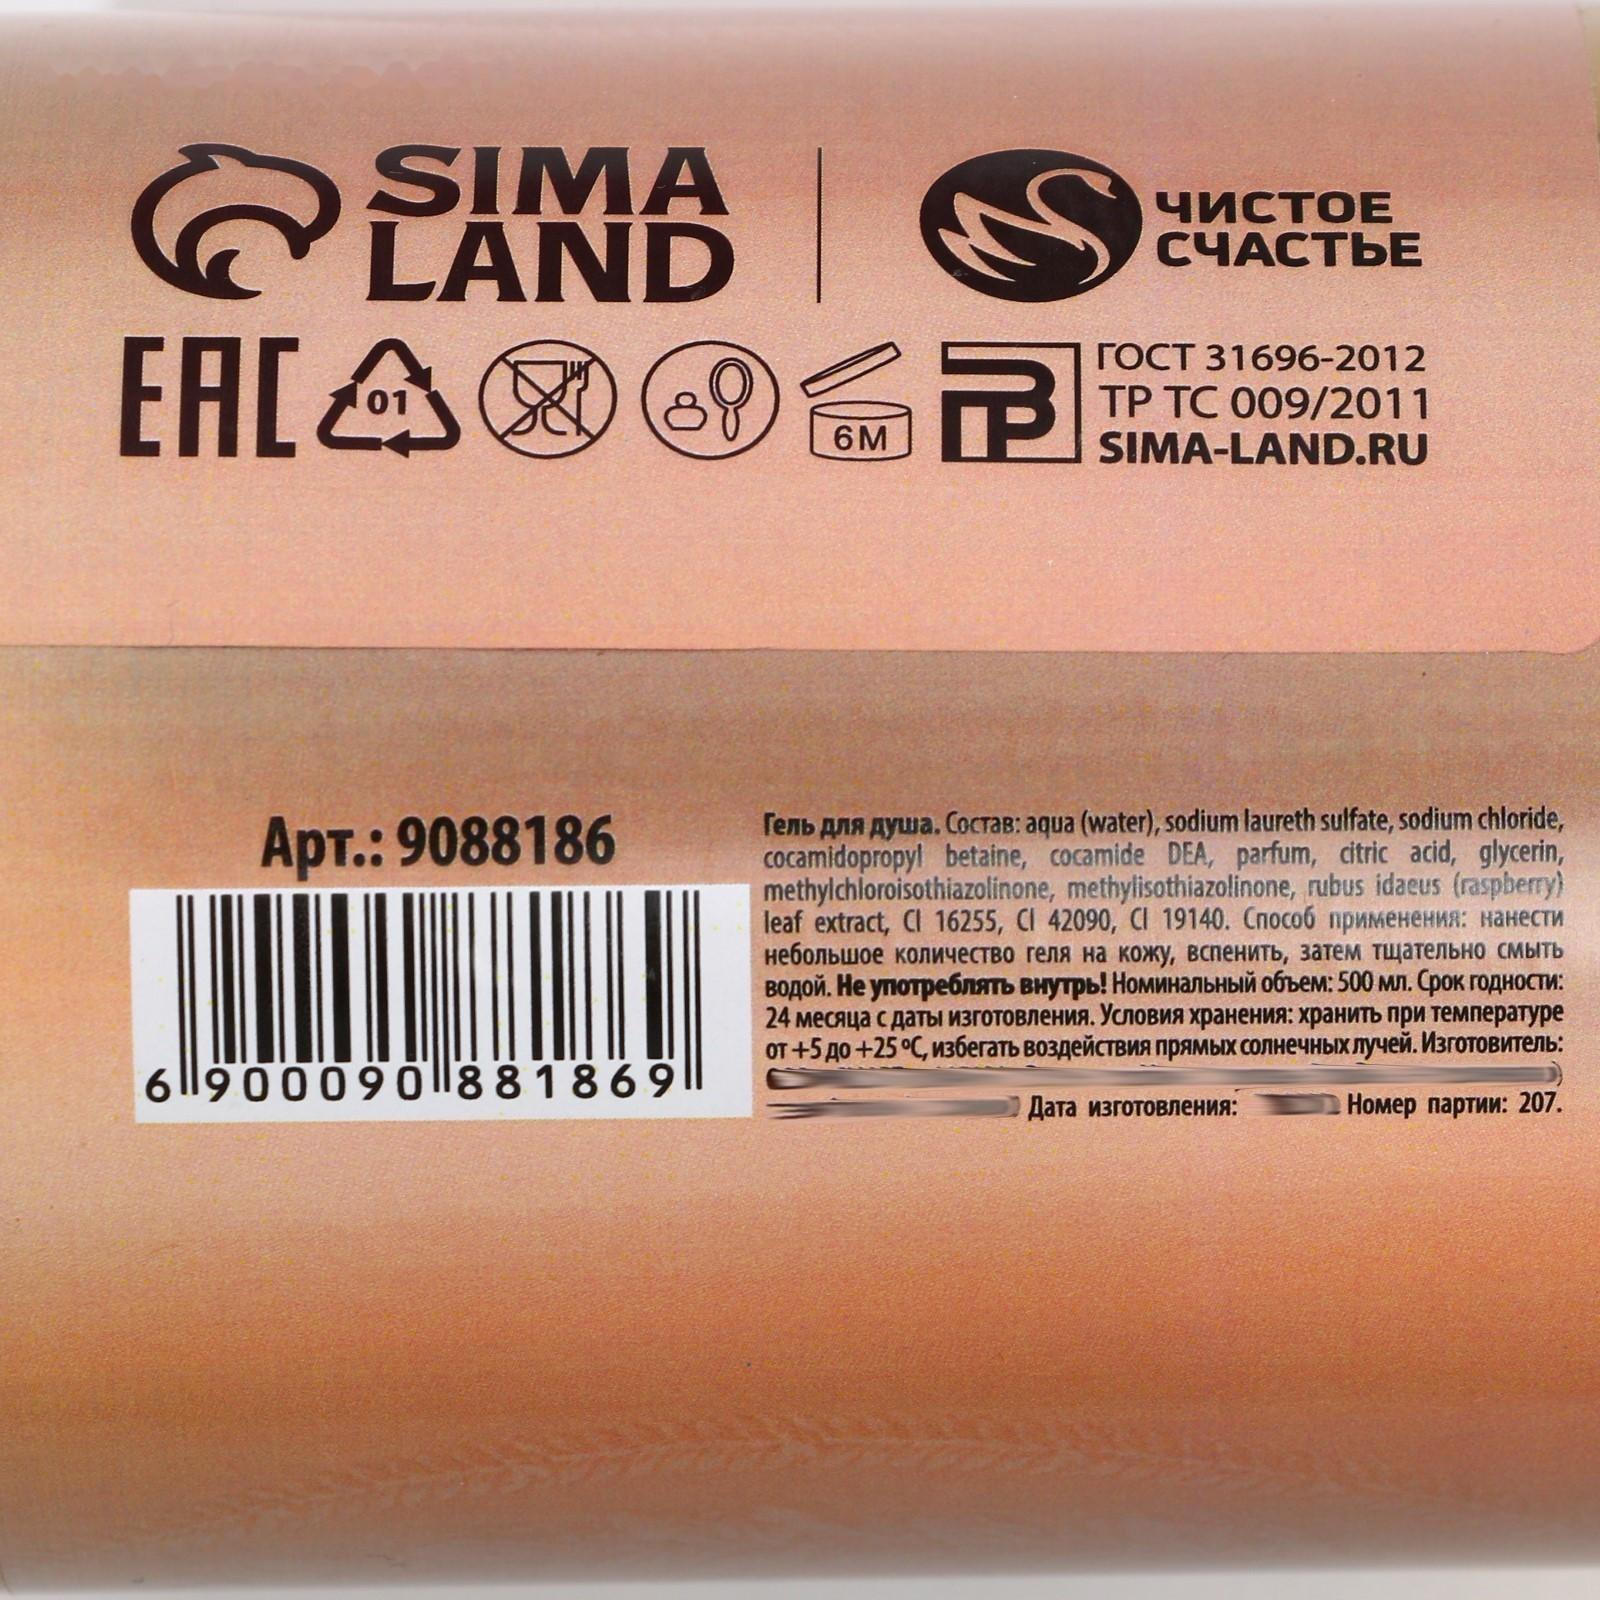 SIMA
LAND
ЧИСТОЕ
СЧАСТЬЕ
EAC
01
6M
ГОСТ 31696-2012
ТР ТС 009/2011
SIMA-LAND.RU
Арт.: 9088186
6 900090 881869
Гель для душа. Состав: aqua (water), sodium laureth sulfate, sodium chloride,
cocamidopropyl betaine, cocamide DEA, parfum, citric acid, glycerin,
methylchloroisothiazolinone, methylisothiazolinone, rubus idaeus (raspberry)
leaf extract, CI 16255, CI 42090, CI 19140. Способ применения: нанести
небольшое количество геля на кожу, вспенить, затем тщательно смыть
водой. Не употреблять внутрь! Номинальный объем: 500 мл. Срок годности:
24 месяца с даты изготовления. Условия хранения: хранить при температуре
от +5 до +25 ºС, избегать воздействия прямых солнечных лучей. Изготовитель:
Дата изготовления: Номер партии: 207.